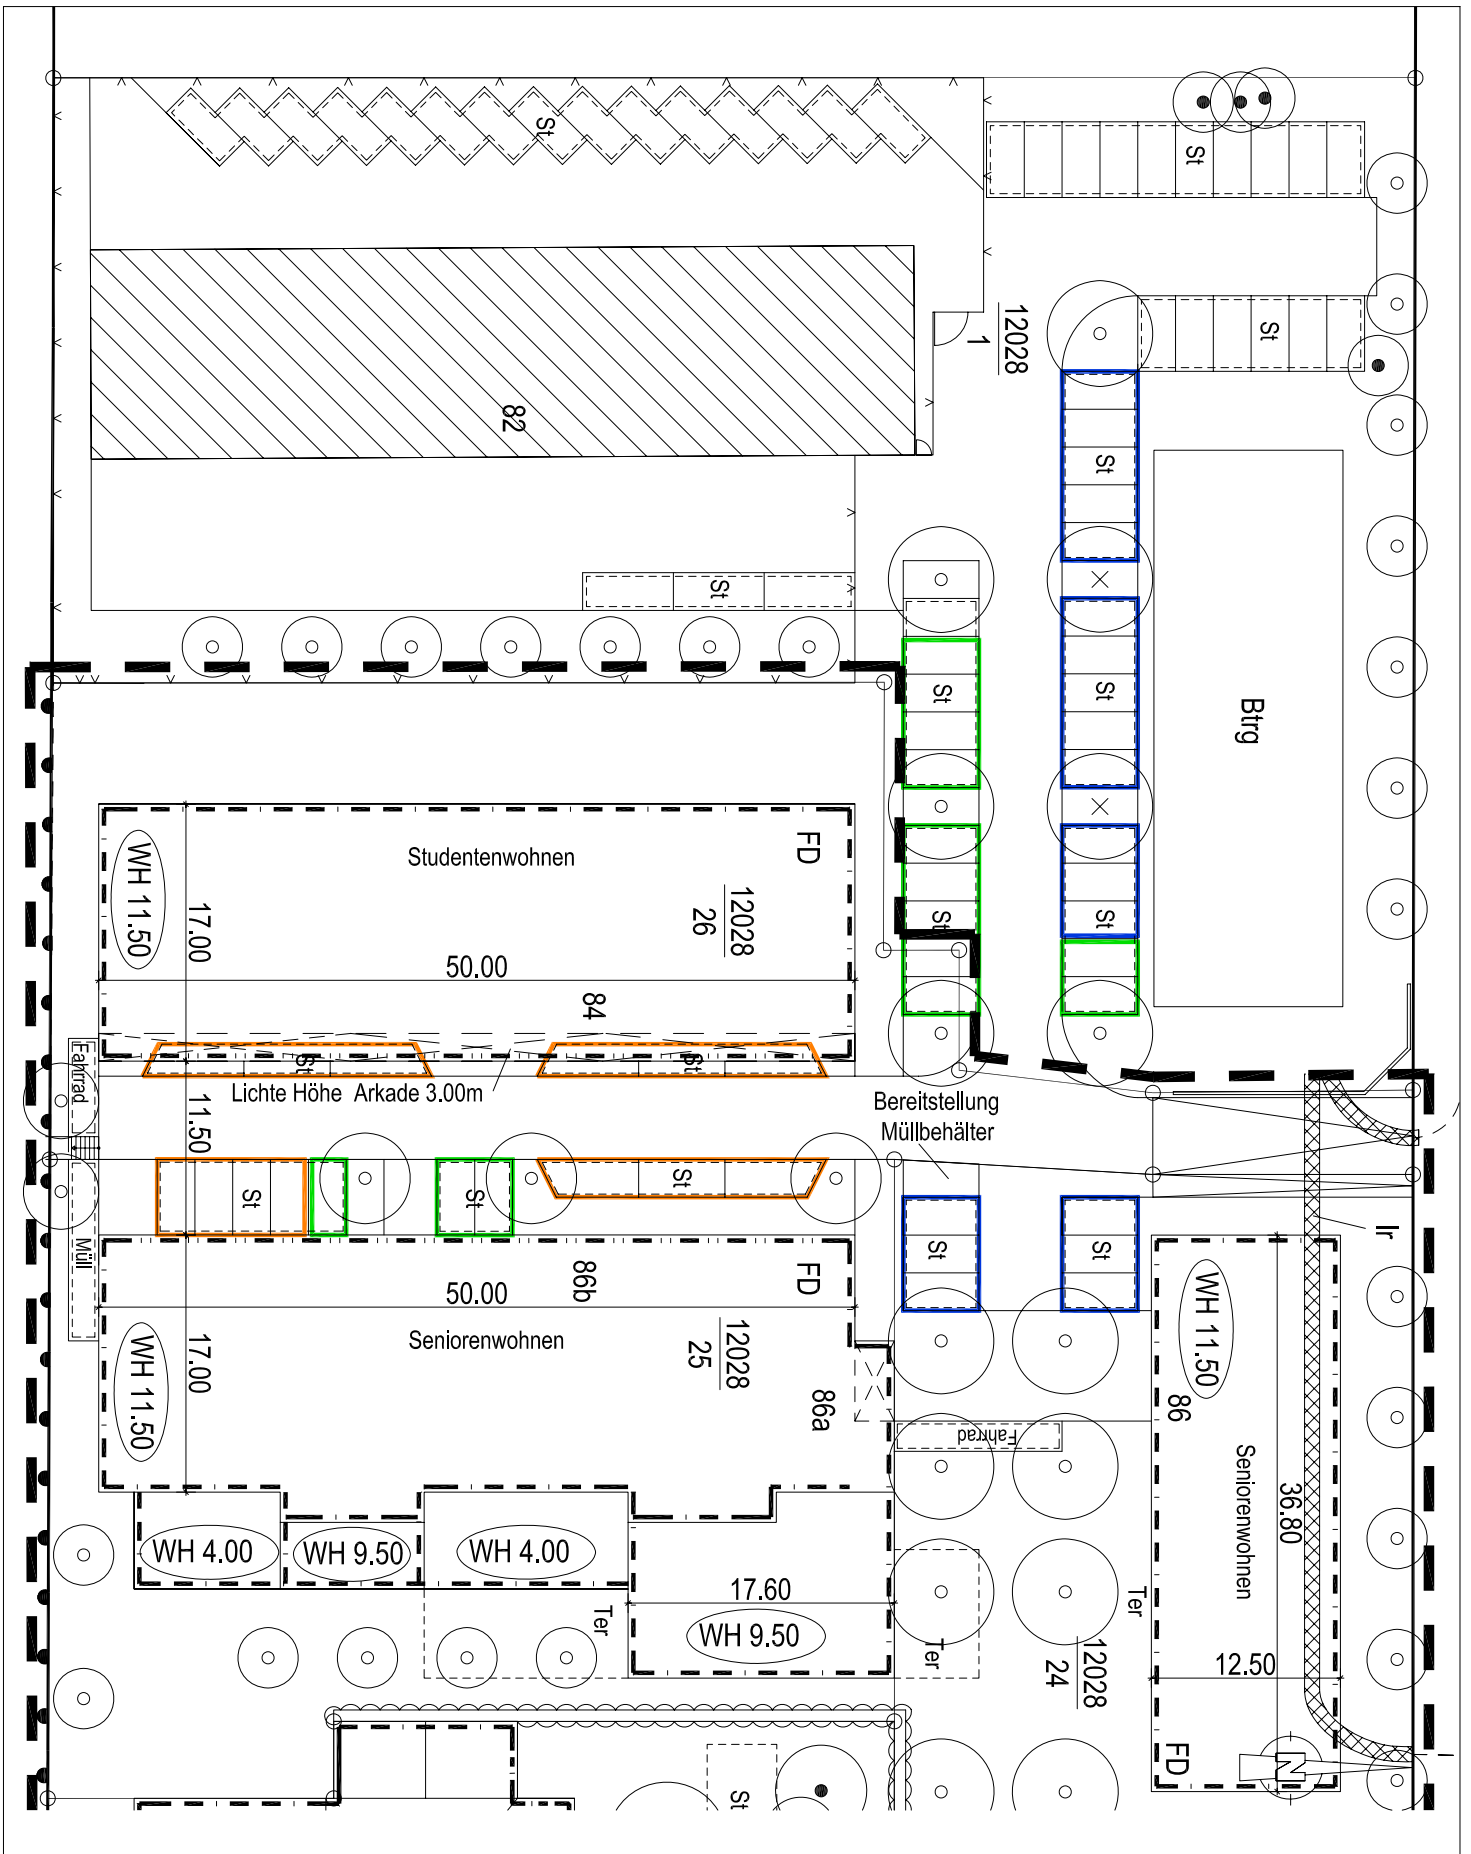 St
St
St
12028
1
82
St
St
St
St
St
Btrg
St
St
FD
Studentenwohnen
WH 11.50
17.00
12028
26
50.00
84
St
St
Lichte Höhe Arkade 3.00m
Fahrrad
11.50
Bereitstellung
Müllbehälter
St
St
St
Müll
St
St
Ir
86b
FD
50.00
Seniorenwohnen
WH 11.50
17.00
12028
25
86a
Fahrrad
WH 11.50
86
Seniorenwohnen
36.80
WH 4.00
WH 9.50
WH 4.00
17.60
WH 9.50
Ter
Ter
Ter
12028
24
12.50
FD
N
St